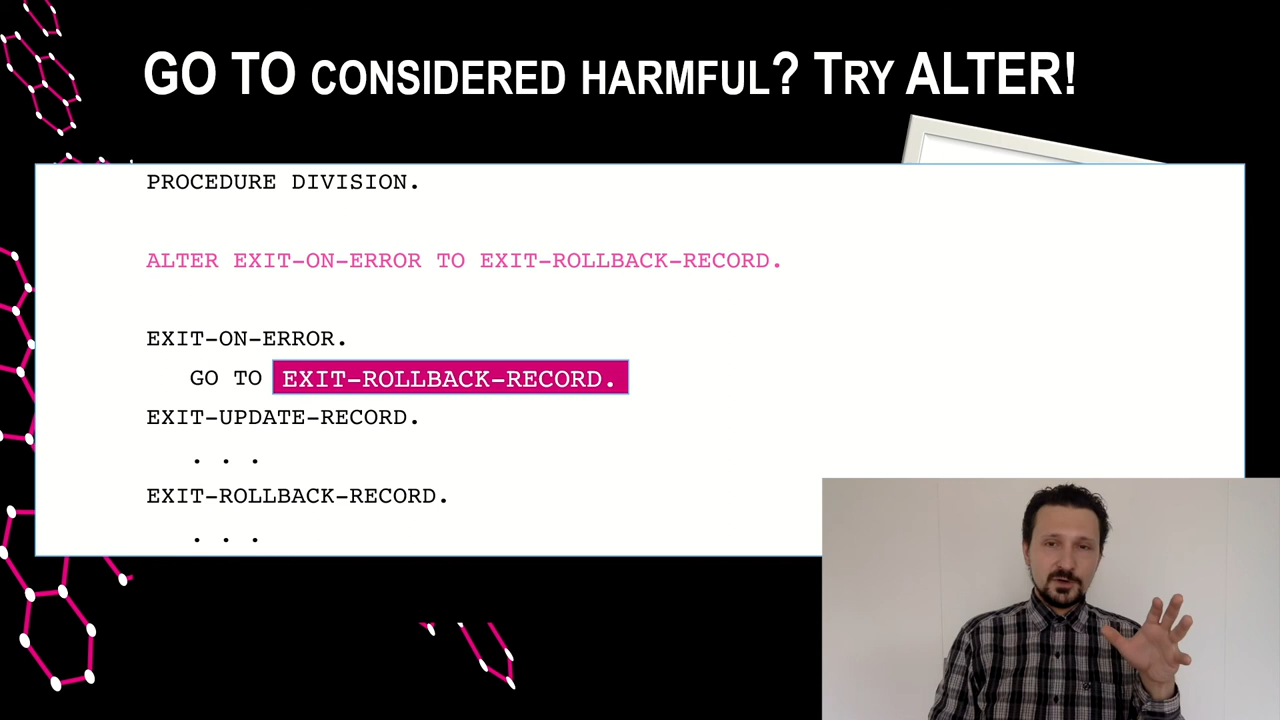 GO TO CONSIDERED HARMFUL? TRY ALTER!
PROCEDURE DIVISION.
ALTER EXIT-ON-ERROR TO EXIT-ROLLBACK-RECORD.
EXIT-ON-ERROR.
GO TO EXIT-ROLLBACK-RECORD.
EXIT-UPDATE-RECORD.
. . .
EXIT-ROLLBACK-RECORD.
. . .